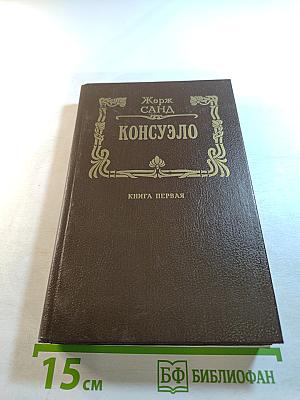 Жорж
САНД
КОНСУЭЛО
КНИГА ПЕРВАЯ
15 см
БФ БИБЛИОФАН